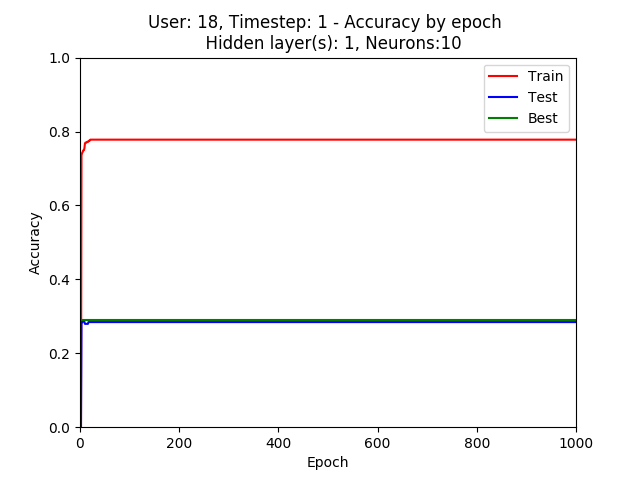 User: 18, Timestep: 1 - Accuracy by epoch
Hidden layer(s): 1, Neurons:10
1.0
0.8
0.6
0.4
0.2
0.0
Accuracy
Train
Test
Best
0 200 400 600 800 1000
Epoch